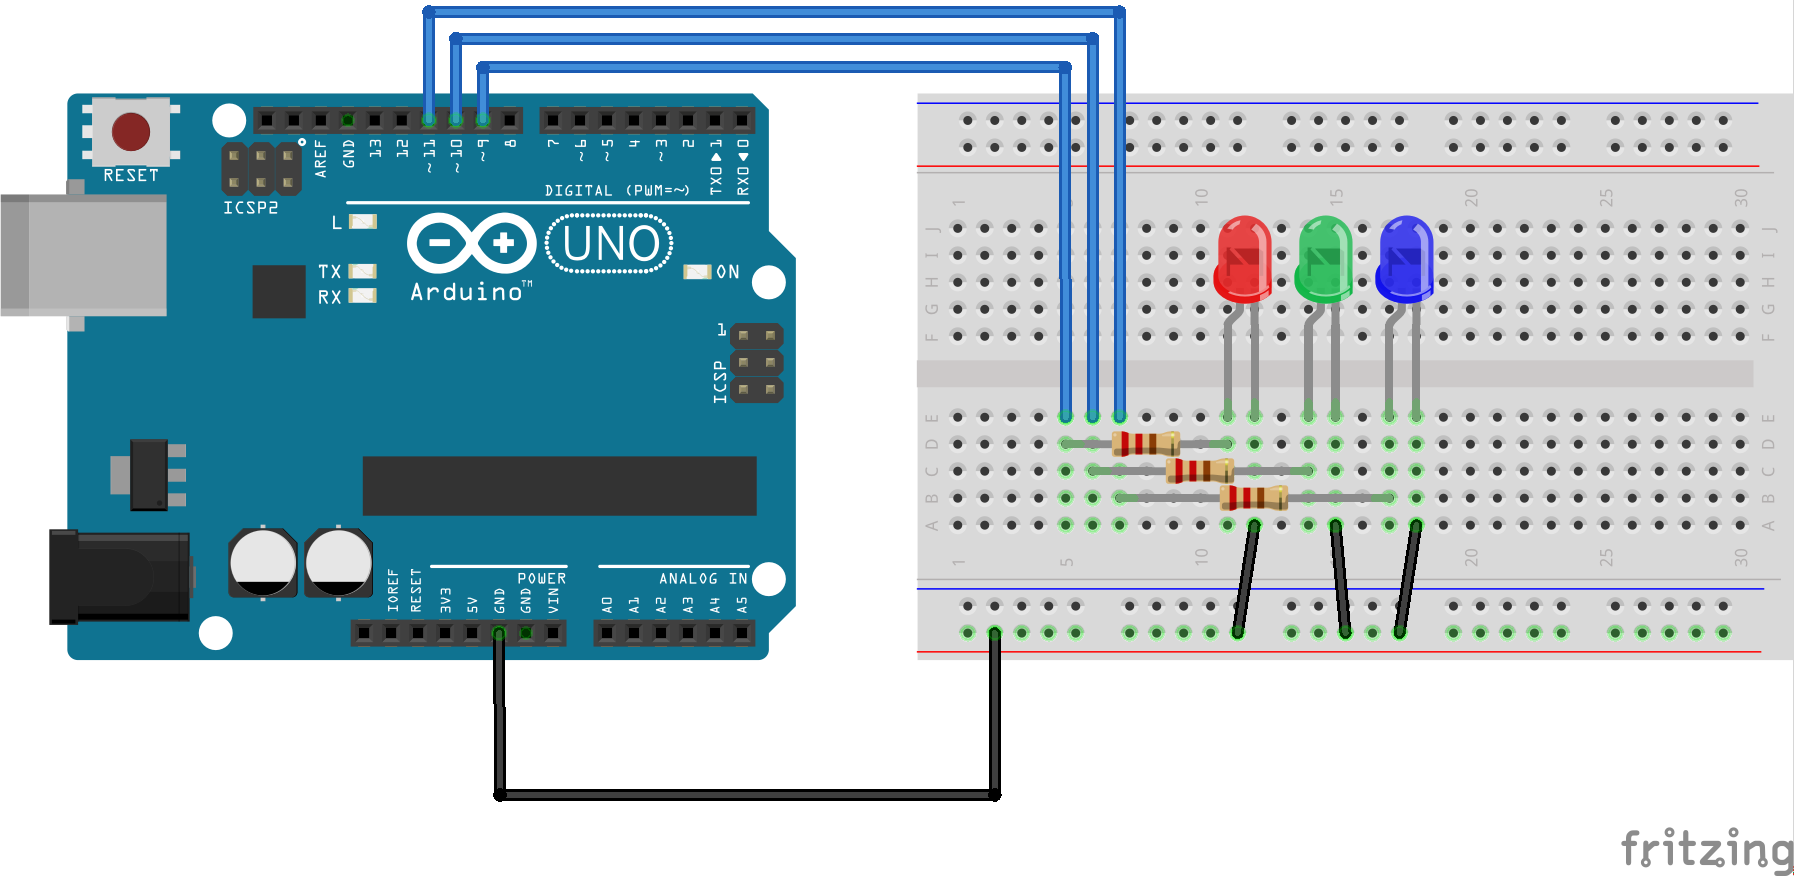 RESET
ICSP2
AREF
GND
13
12
~11
~10
~9
8
7
~6
~5
4
~3
2
TX0▶1
RX0◀0
DIGITAL (PWM=~)
L
TX
RX
UNO
ON
Arduino™
1
ICSP
IOREF
RESET
3V3
5V
GND
GND
VIN
POWER
A0
A1
A2
A3
A4
A5
ANALOG IN
1
5
10
15
20
25
30
J
I
H
G
F
J
I
H
G
F
E
D
C
B
A
E
D
C
B
A
1
5
10
15
20
25
30
fritzing